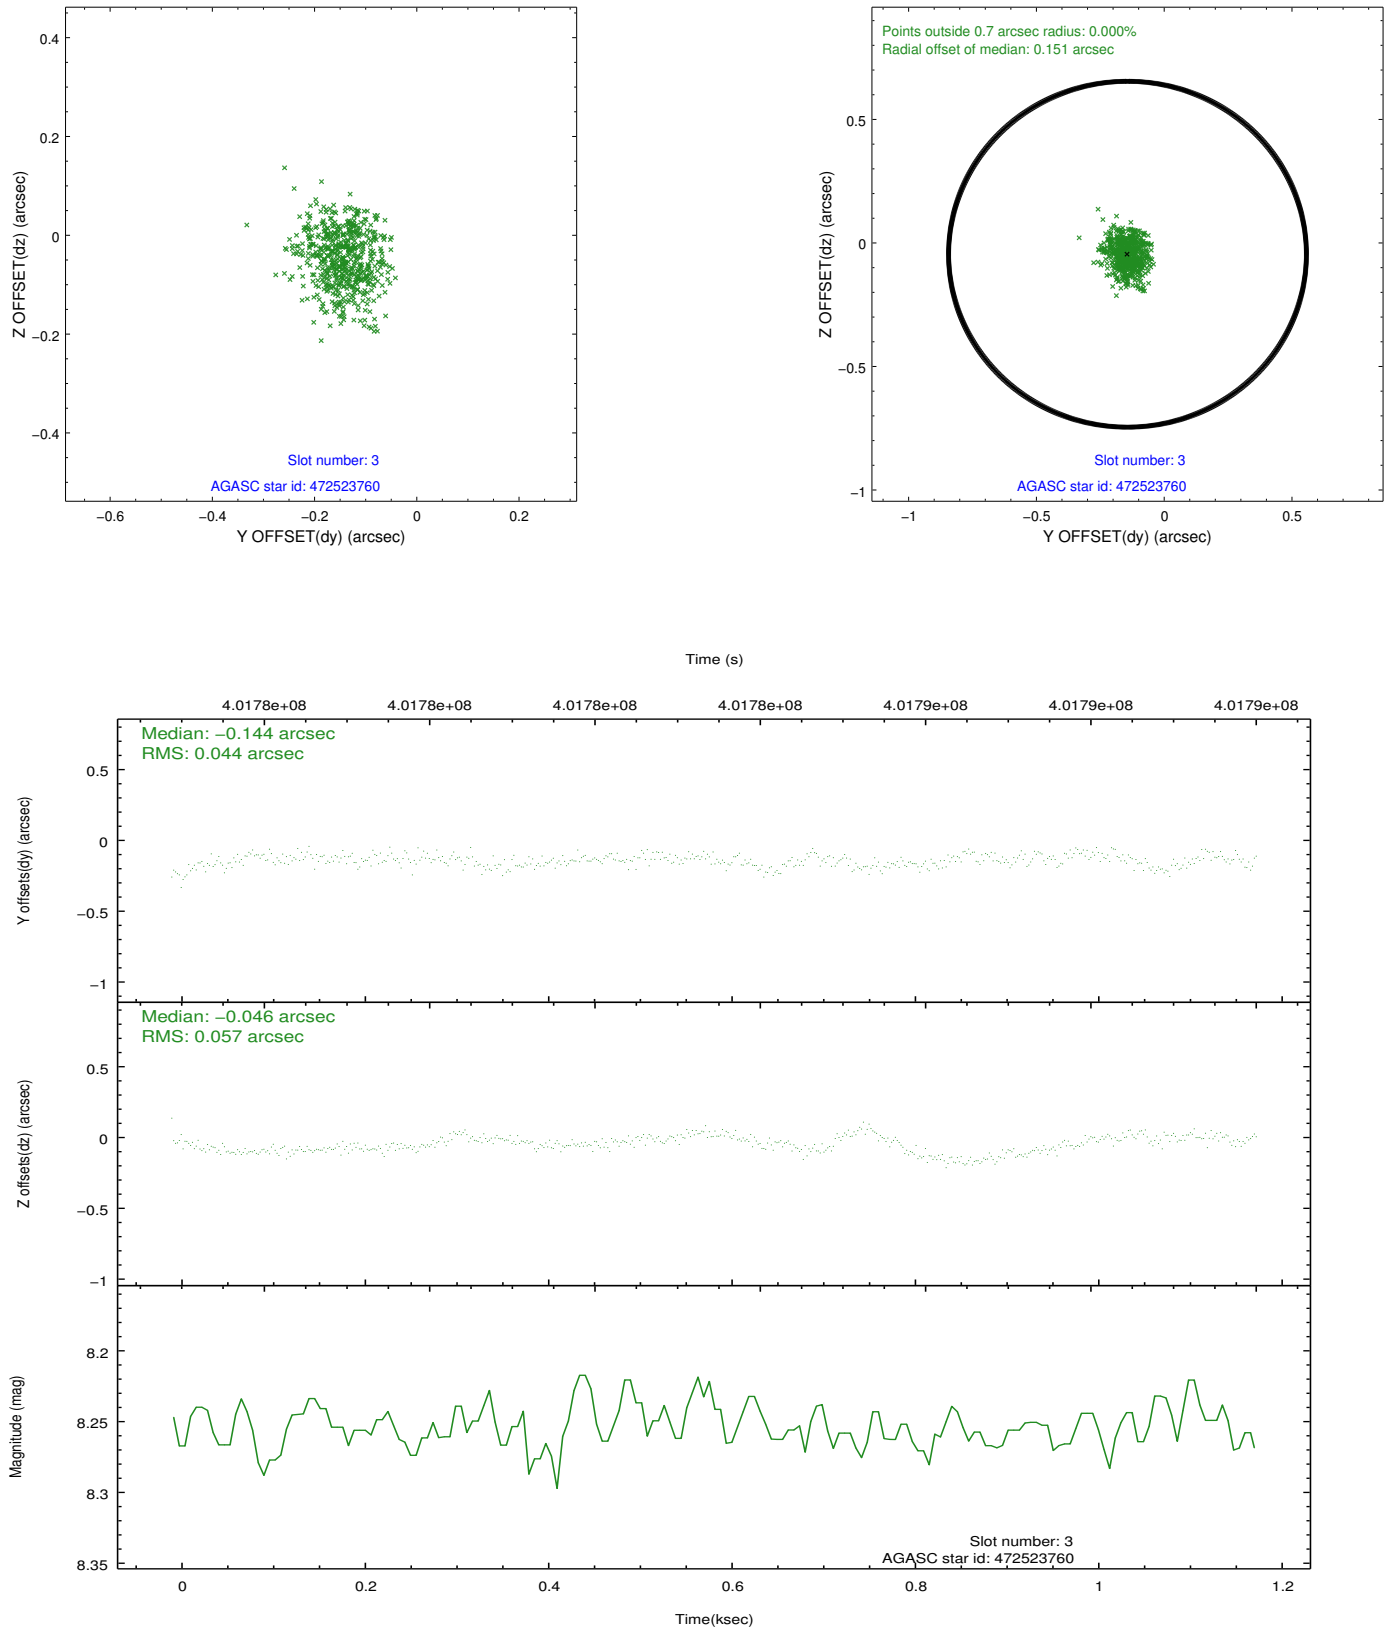 0.4
0.2
0
−0.2
−0.4
Z OFFSET(dz) (arcsec)
Slot number: 3
AGASC star id: 472523760
−0.6
−0.4
−0.2
0
0.2
Y OFFSET(dy) (arcsec)
Points outside 0.7 arcsec radius: 0.000%
Radial offset of median: 0.151 arcsec
0.5
0
−0.5
−1
Z OFFSET(dz) (arcsec)
Slot number: 3
AGASC star id: 472523760
−1
−0.5
0
0.5
Y OFFSET(dy) (arcsec)
Time (s)
4.0178e+08
4.0178e+08
4.0178e+08
4.0178e+08
4.0179e+08
4.0179e+08
4.0179e+08
Median: −0.144 arcsec
RMS: 0.044 arcsec
0.5
0
−0.5
−1
Y offsets(dy) (arcsec)
Median: −0.046 arcsec
RMS: 0.057 arcsec
0.5
0
−0.5
−1
Z offsets(dz) (arcsec)
8.2
8.25
8.3
8.35
Magnitude (mag)
Slot number: 3
AGASC star id: 472523760
0
0.2
0.4
0.6
0.8
1
1.2
Time(ksec)